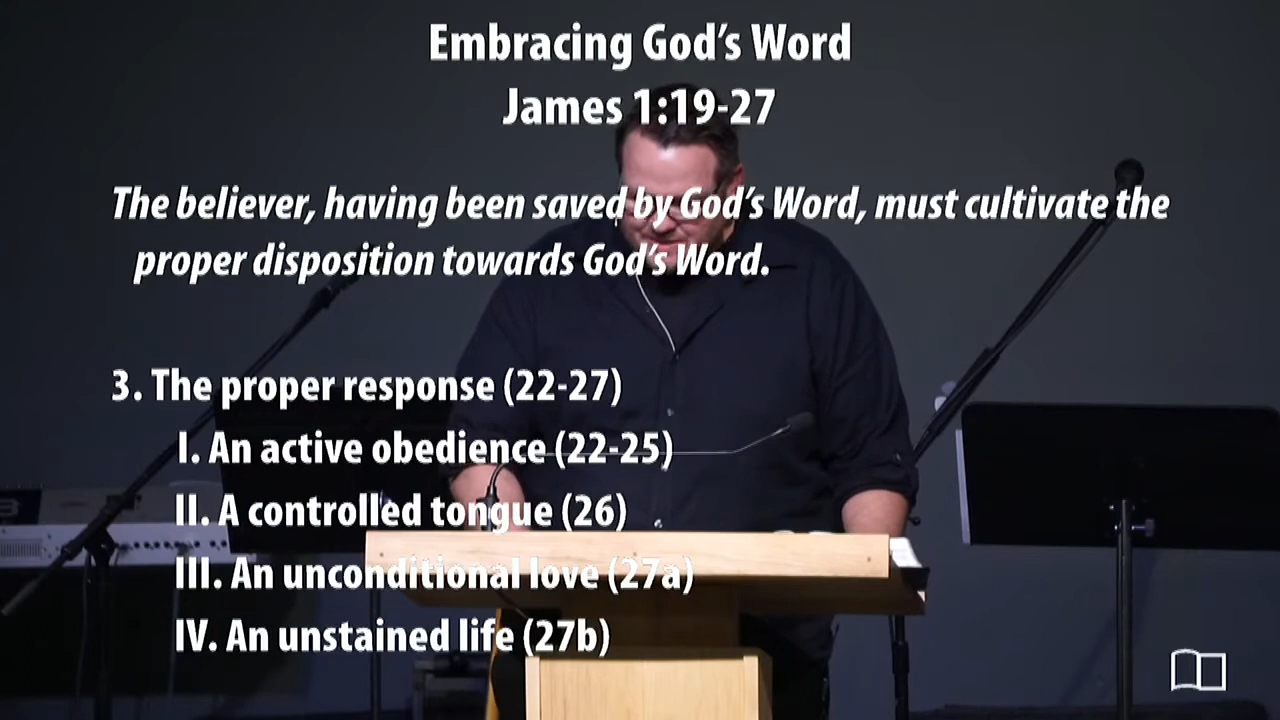 Embracing God’s Word
James 1:19-27
The believer, having been saved by God’s Word, must cultivate the
proper disposition towards God’s Word.
3. The proper response (22-27)
I. An active obedience (22-25)
II. A controlled tongue (26)
III. An unconditional love (27a)
IV. An unstained life (27b)